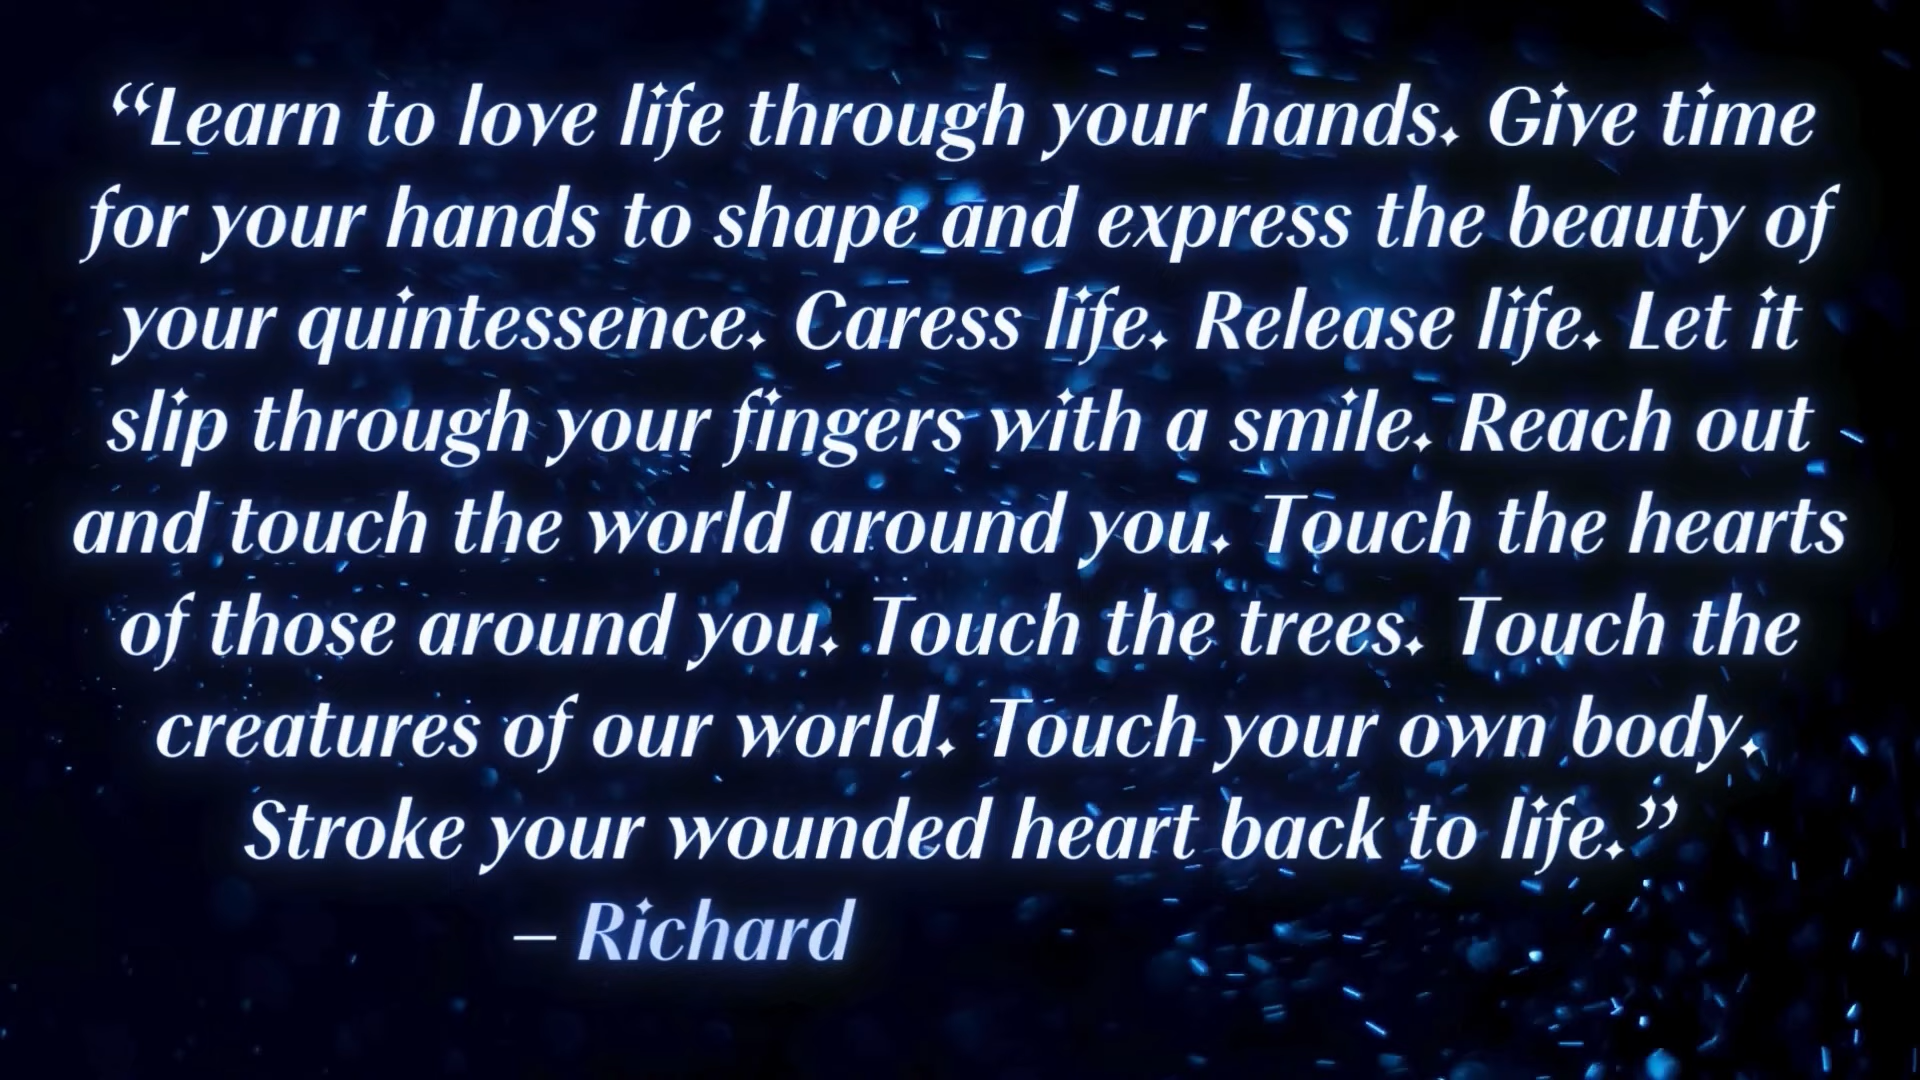 “Learn to love life through your hands. Give time
for your hands to shape and express the beauty of
your quintessence. Caress life. Release life. Let it
slip through your fingers with a smile. Reach out
and touch the world around you. Touch the hearts
of those around you. Touch the trees. Touch the
creatures of our world. Touch your own body.
Stroke your wounded heart back to life.”
– Richard